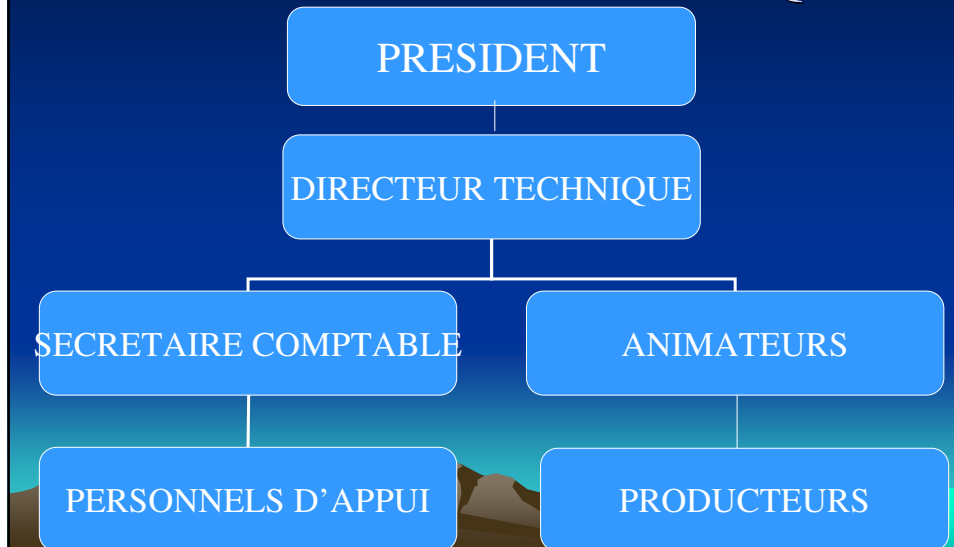 PRESIDENT
DIRECTEUR TECHNIQUE
SECRETAIRE COMPTABLE
ANIMATEURS
PERSONNELS D’APPUI
PRODUCTEURS